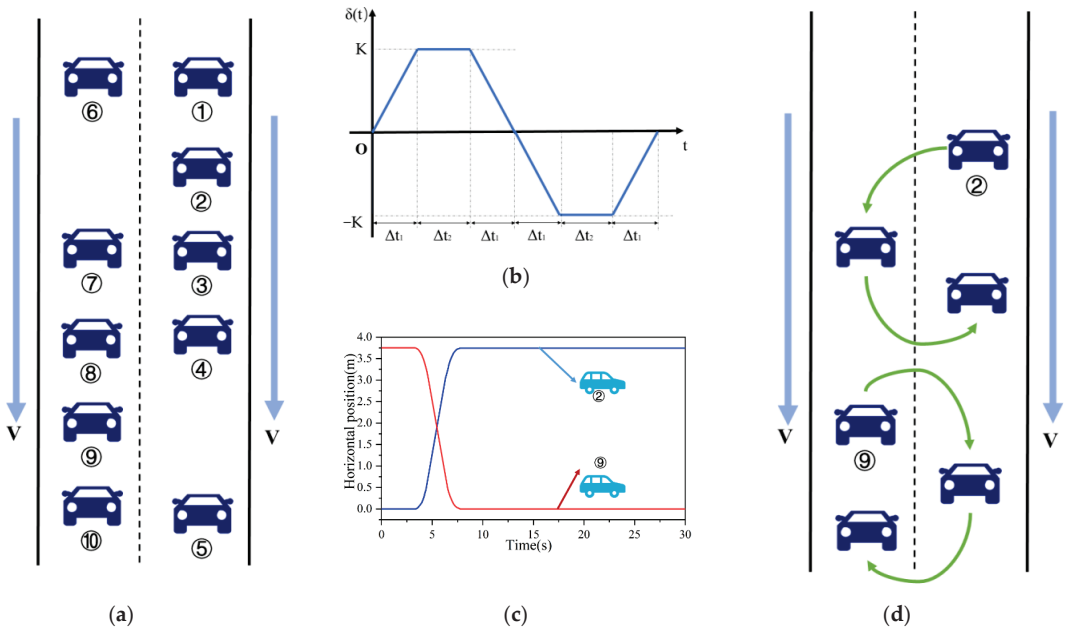 ⑥
①
②
⑦
③
⑧
④
⑨
⑩
⑤
V
V
(a)
δ(t)
K
O
t
−K
Δt₁
Δt₂
Δt₁
Δt₁
Δt₂
Δt₁
(b)
4.0
3.5
3.0
2.5
2.0
1.5
1.0
0.5
0.0
Horizontal position(m)
②
⑨
0
5
10
15
20
25
30
Time(s)
(c)
②
⑨
V
V
(d)